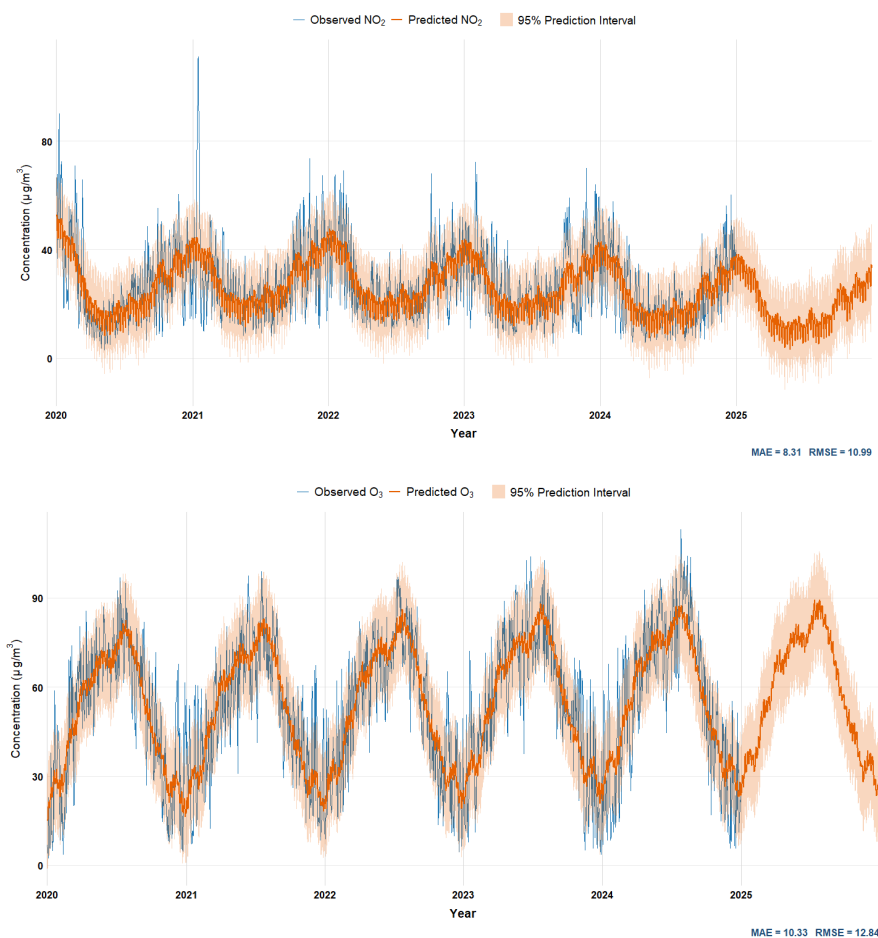 Observed NO₂ Predicted NO₂ 95% Prediction Interval
Concentration (μ g/m³)
80
40
0
2020 2021 2022 2023 2024 2025
Year
MAE = 8.31 RMSE = 10.99
Observed O₃ Predicted O₃ 95% Prediction Interval
Concentration (μ g/m³)
90
60
30
0
2020 2021 2022 2023 2024 2025
Year
MAE = 10.33 RMSE = 12.84